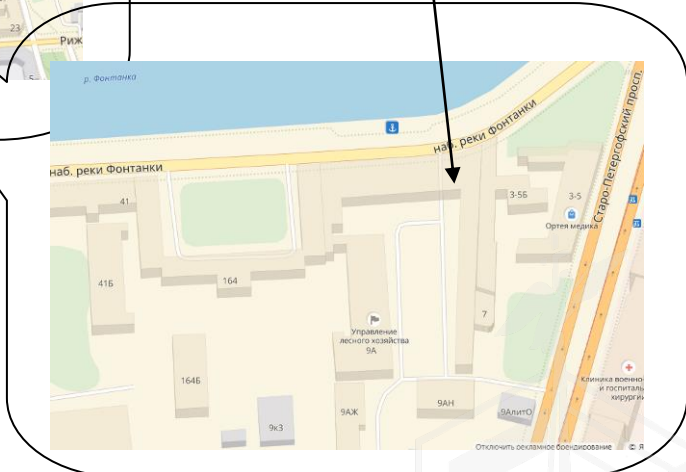 23
Риж
р. Фонтанка
наб. реки Фонтанки
наб. реки Фонтанки
Старо-Петергофский просп.
41
3-5Б
3-5
Ортея медика
41Б
164
7
Управление
лесного хозяйства
9А
164Б
9к3
9АЖ
9АН
9АлитО
Клиника военно-
и госпиталь
хирурги
Отключить рекламное брендирование
© Я